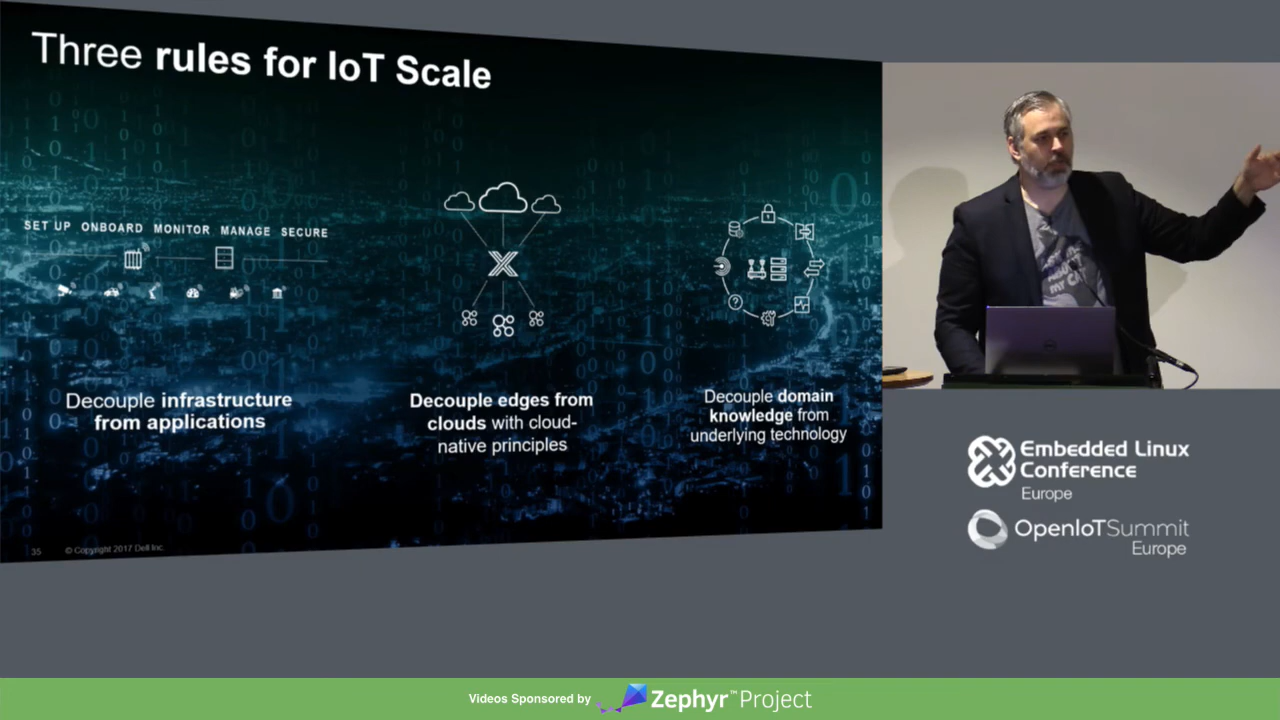 Three rules for IoT Scale
SET UP ONBOARD MONITOR MANAGE SECURE
Decouple infrastructure
from applications
Decouple edges from
clouds with cloud-
native principles
Decouple domain
knowledge from
underlying technology
35 © Copyright 2017 Dell Inc.
Embedded Linux
Conference
Europe
OpenIoTSummit
Europe
Videos Sponsored by Zephyr™Project